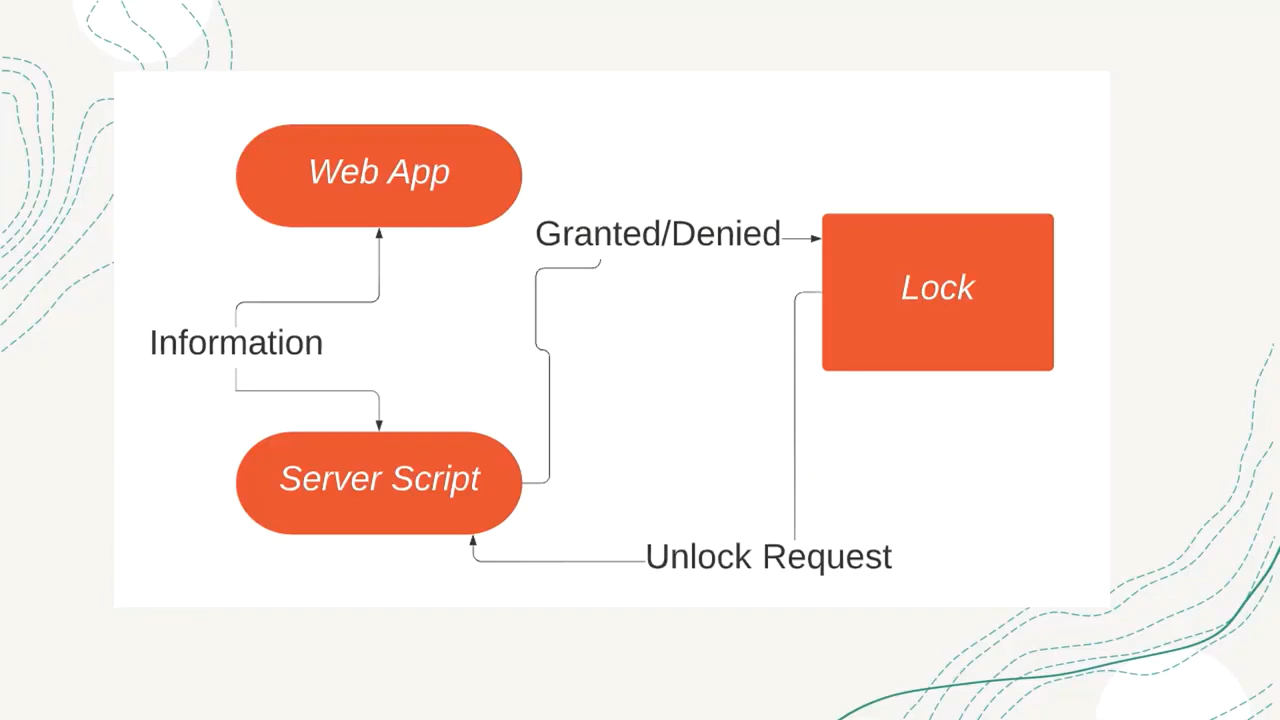 Web App
Granted/Denied
Lock
Information
Server Script
Unlock Request